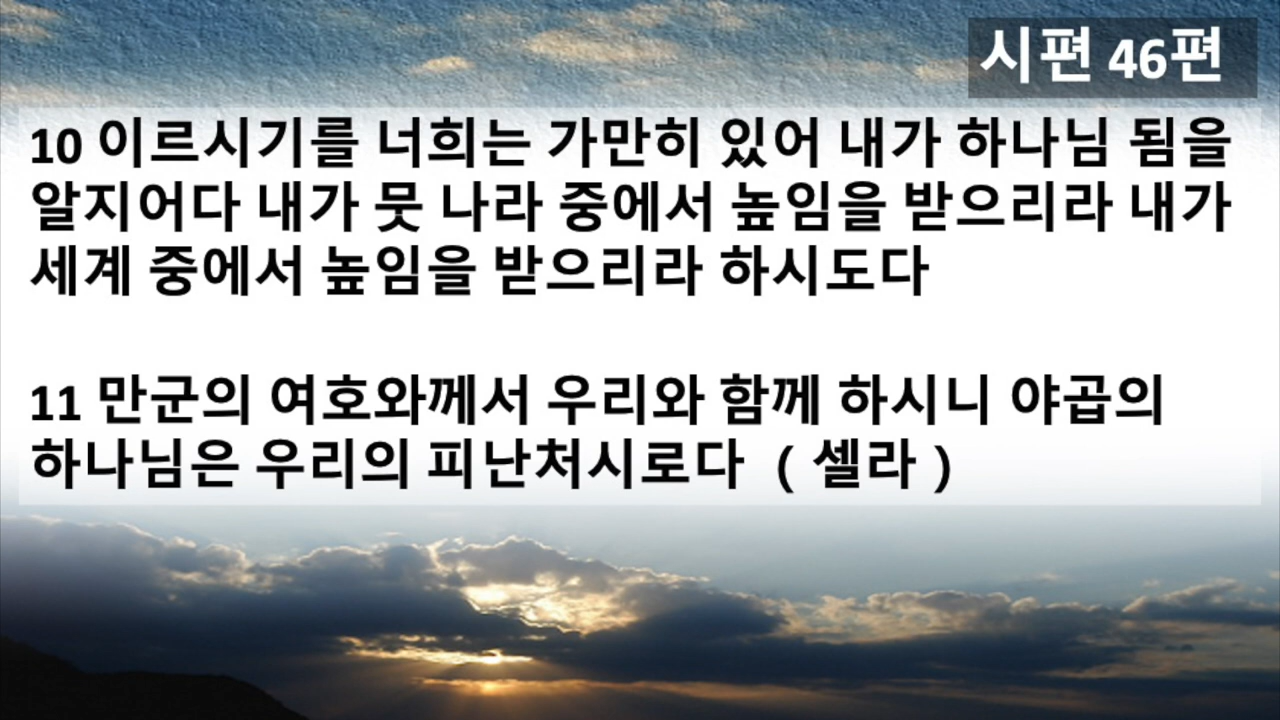 시편 46편
10 이르시기를 너희는 가만히 있어 내가 하나님 됨을
알지어다 내가 뭇 나라 중에서 높임을 받으리라 내가
세계 중에서 높임을 받으리라 하시도다
11 만군의 여호와께서 우리와 함께 하시니 야곱의
하나님은 우리의 피난처시로다 ( 셀라 )